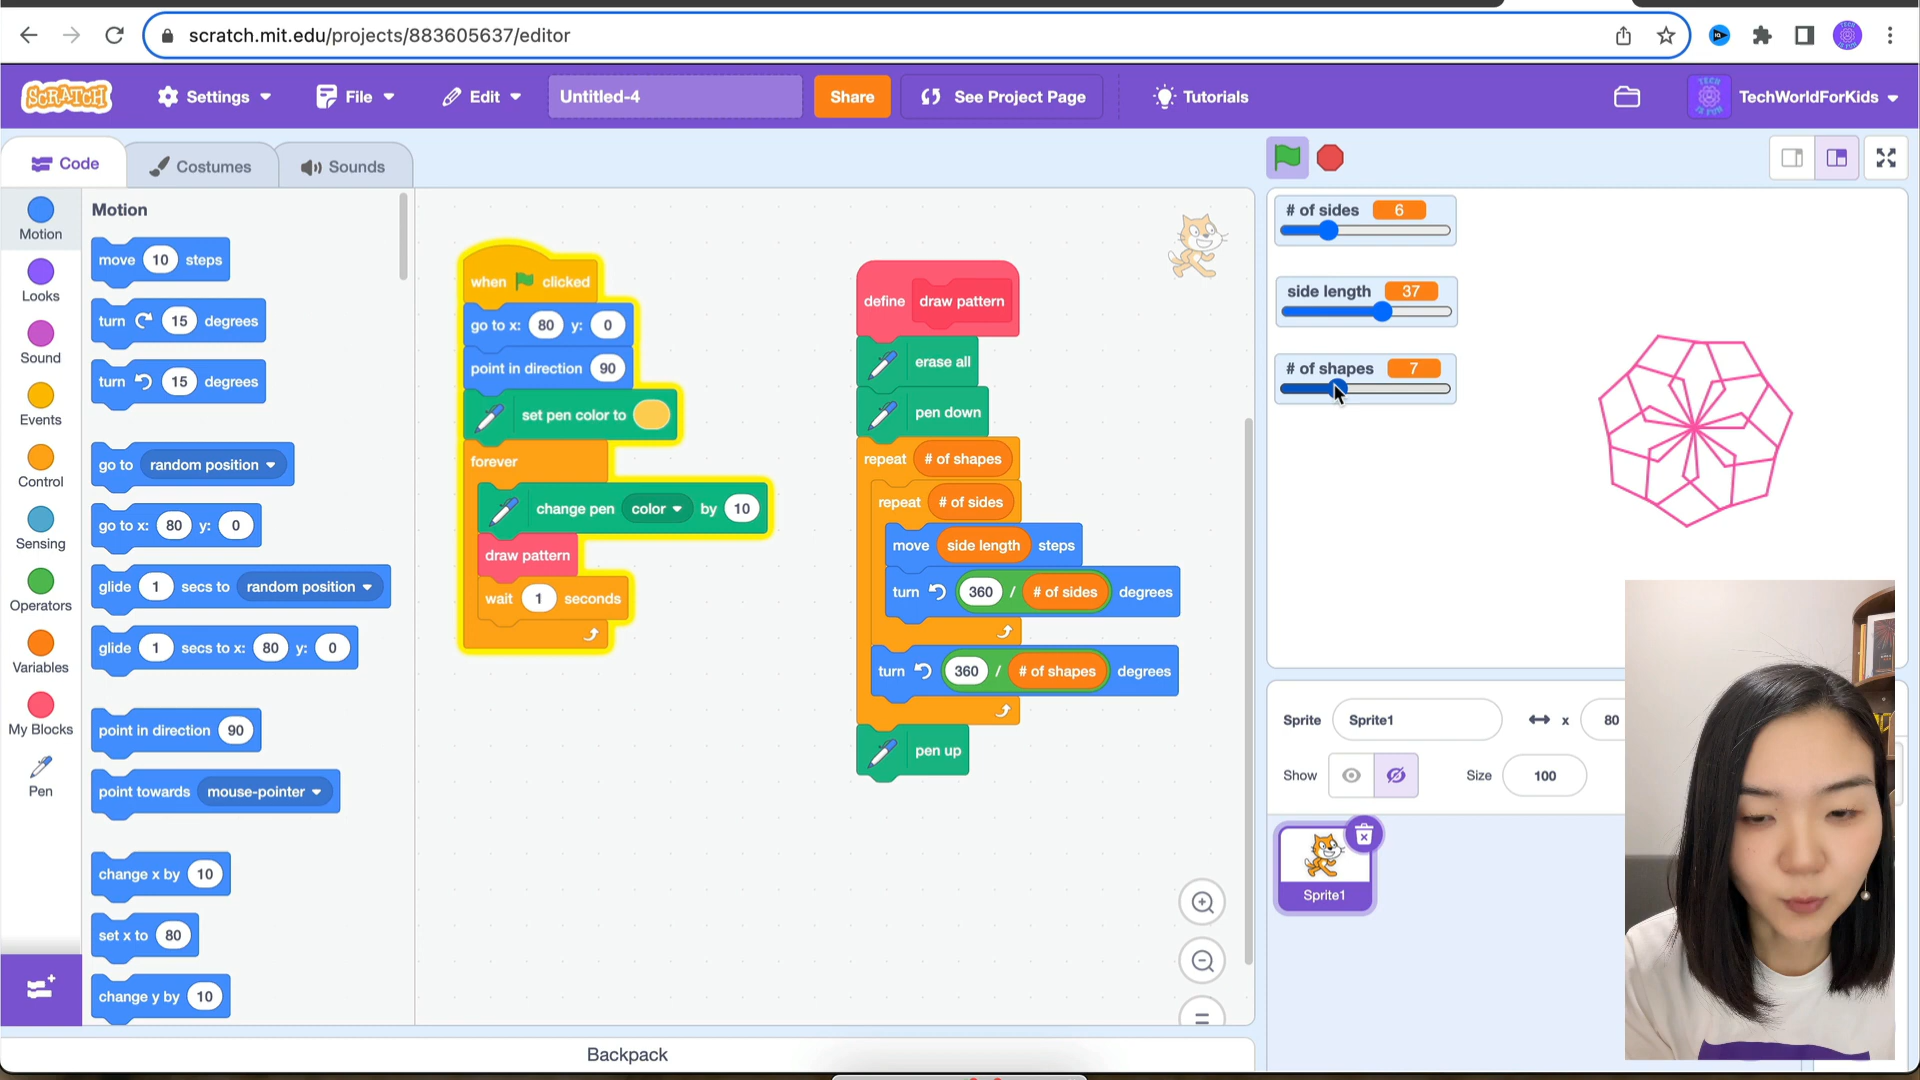 scratch.mit.edu/projects/883605637/editor
SCRATCH
Settings
File
Edit
Untitled-4
Share
See Project Page
Tutorials
TechWorldForKids
Code
Costumes
Sounds
Motion
Looks
Sound
Events
Control
Sensing
Operators
Variables
My Blocks
Pen
Motion
move 10 steps
turn 15 degrees
turn 15 degrees
go to random position
go to x: 80 y: 0
glide 1 secs to random position
glide 1 secs to x: 80 y: 0
point in direction 90
point towards mouse-pointer
change x by 10
set x to 80
change y by 10
when clicked
go to x: 80 y: 0
point in direction 90
set pen color to
forever
change pen color by 10
draw pattern
wait 1 seconds
define draw pattern
erase all
pen down
repeat # of shapes
repeat # of sides
move side length steps
turn 360 / # of sides degrees
turn 360 / # of shapes degrees
pen up
# of sides 6
side length 37
# of shapes 7
Sprite Sprite1 x 80
Show Size 100
Sprite1
Backpack